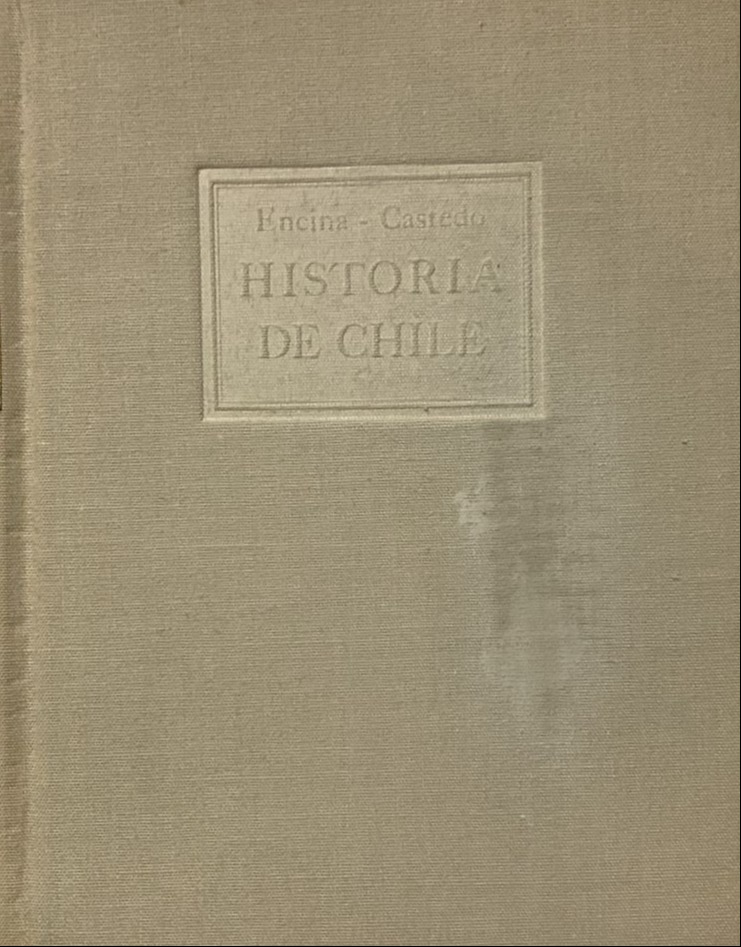 Encina - Castedo
HISTORIA
DE CHILE